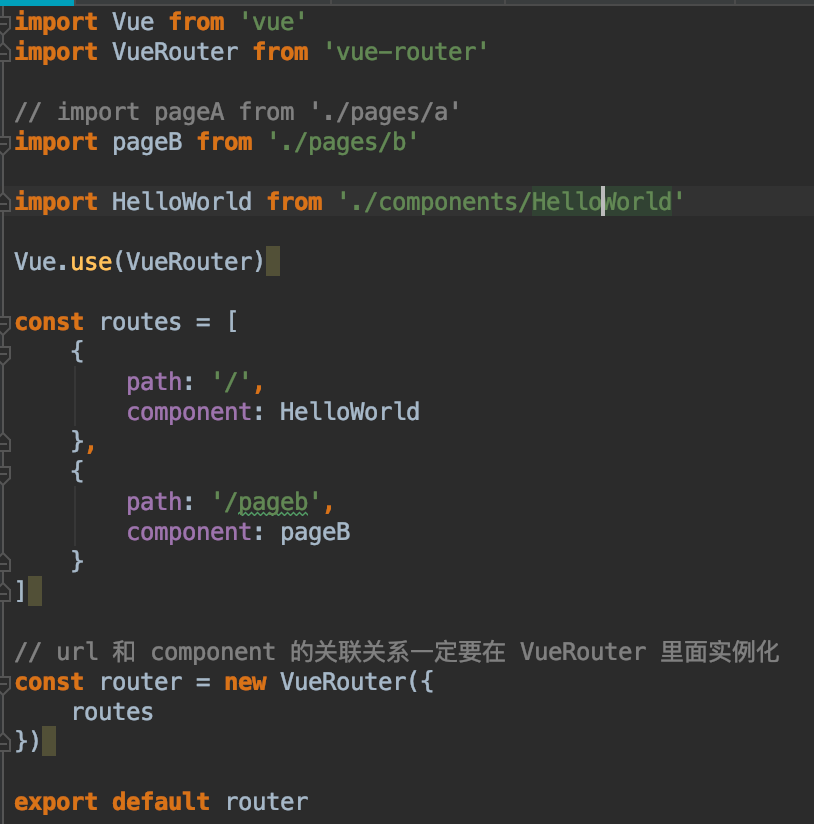 import Vue from 'vue'
import VueRouter from 'vue-router'
// import pageA from './pages/a'
import pageB from './pages/b'
import HelloWorld from './components/HelloWorld'
Vue.use(VueRouter)
const routes = [
{
path: '/',
component: HelloWorld
},
{
path: '/pageb',
component: pageB
}
]
// url 和 component 的关联关系一定要在 VueRouter 里面实例化
const router = new VueRouter({
routes
})
export default router